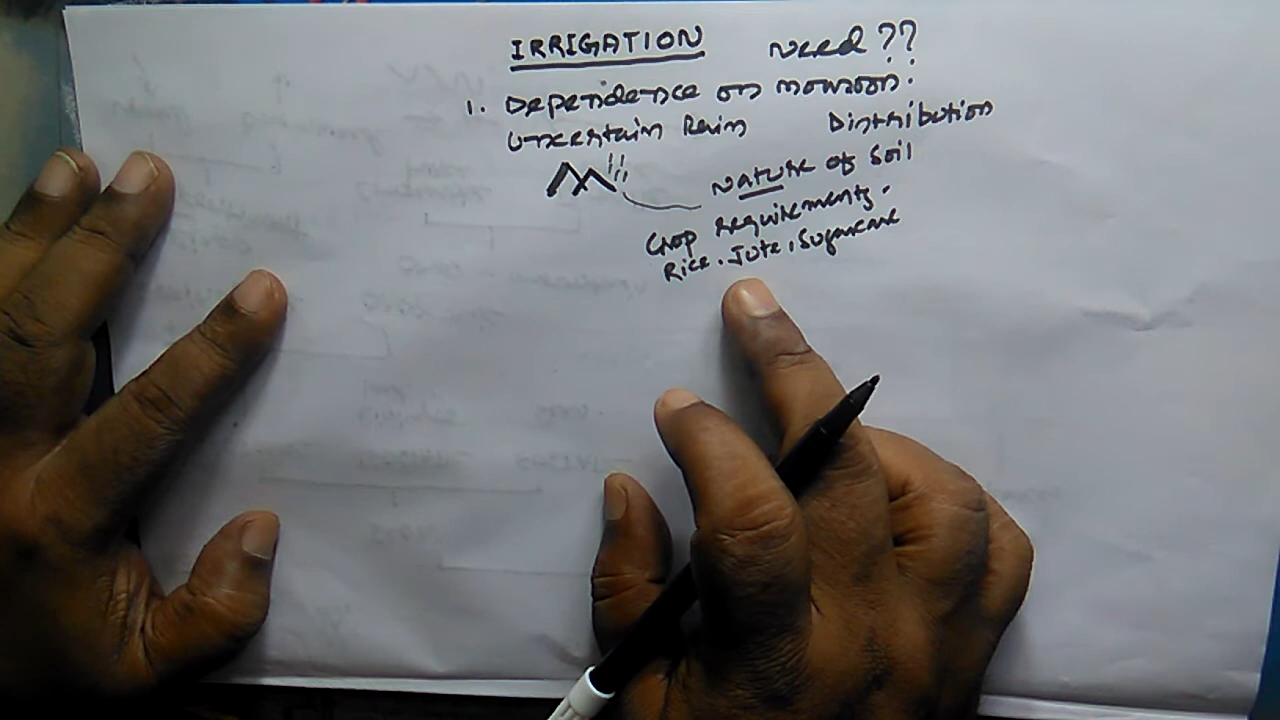 IRRIGATION Need ??
1. Dependence on monsoon.
Uncertain Rain Distribution
Nature of Soil
Crop Requirements.
Rice, Jute, Sugarcane